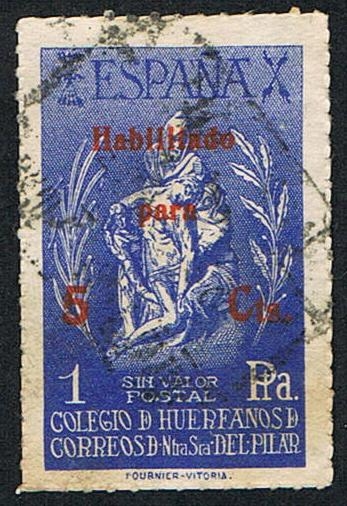 ESPAÑA
Habilitado
para
5 Cts.
1 Pta.
SIN VALOR
POSTAL
COLEGIO D HUERFANOS D
CORREOS·D·Ntra Sra·DEL·PILAR
FOURNIER-VITORIA.